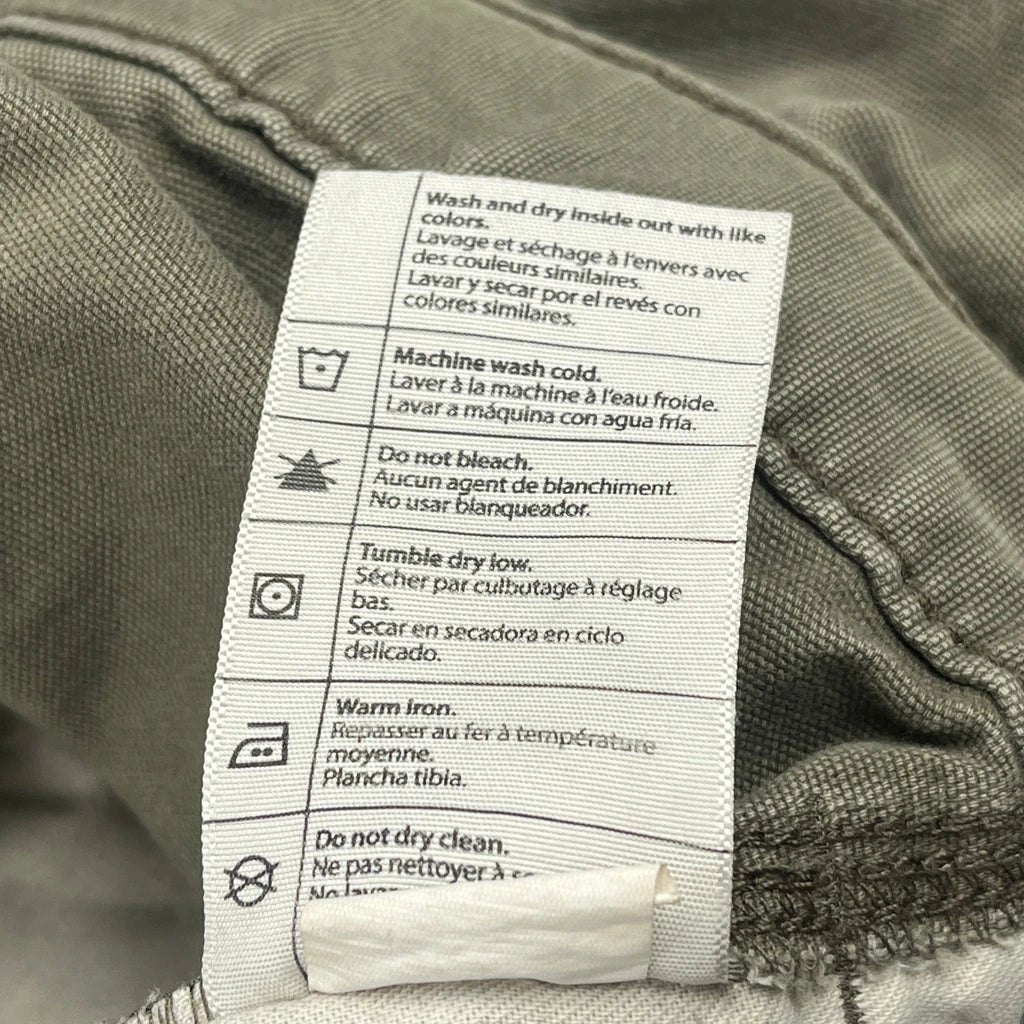 Wash and dry inside out with like
colors.
Lavage et séchage à l'envers avec
des couleurs similaires.
Lavar y secar por el revés con
colores similares.
Machine wash cold.
Laver à la machine à l'eau froide.
Lavar a máquina con agua fría.
Do not bleach.
Aucun agent de blanchiment.
No usar blanqueador.
Tumble dry low.
Sécher par culbutage à réglage
bas.
Secar en secadora en ciclo
delicado.
Warm iron.
Repasser au fer à température
moyenne.
Plancha tibia.
Do not dry clean.
Ne pas nettoyer à
No